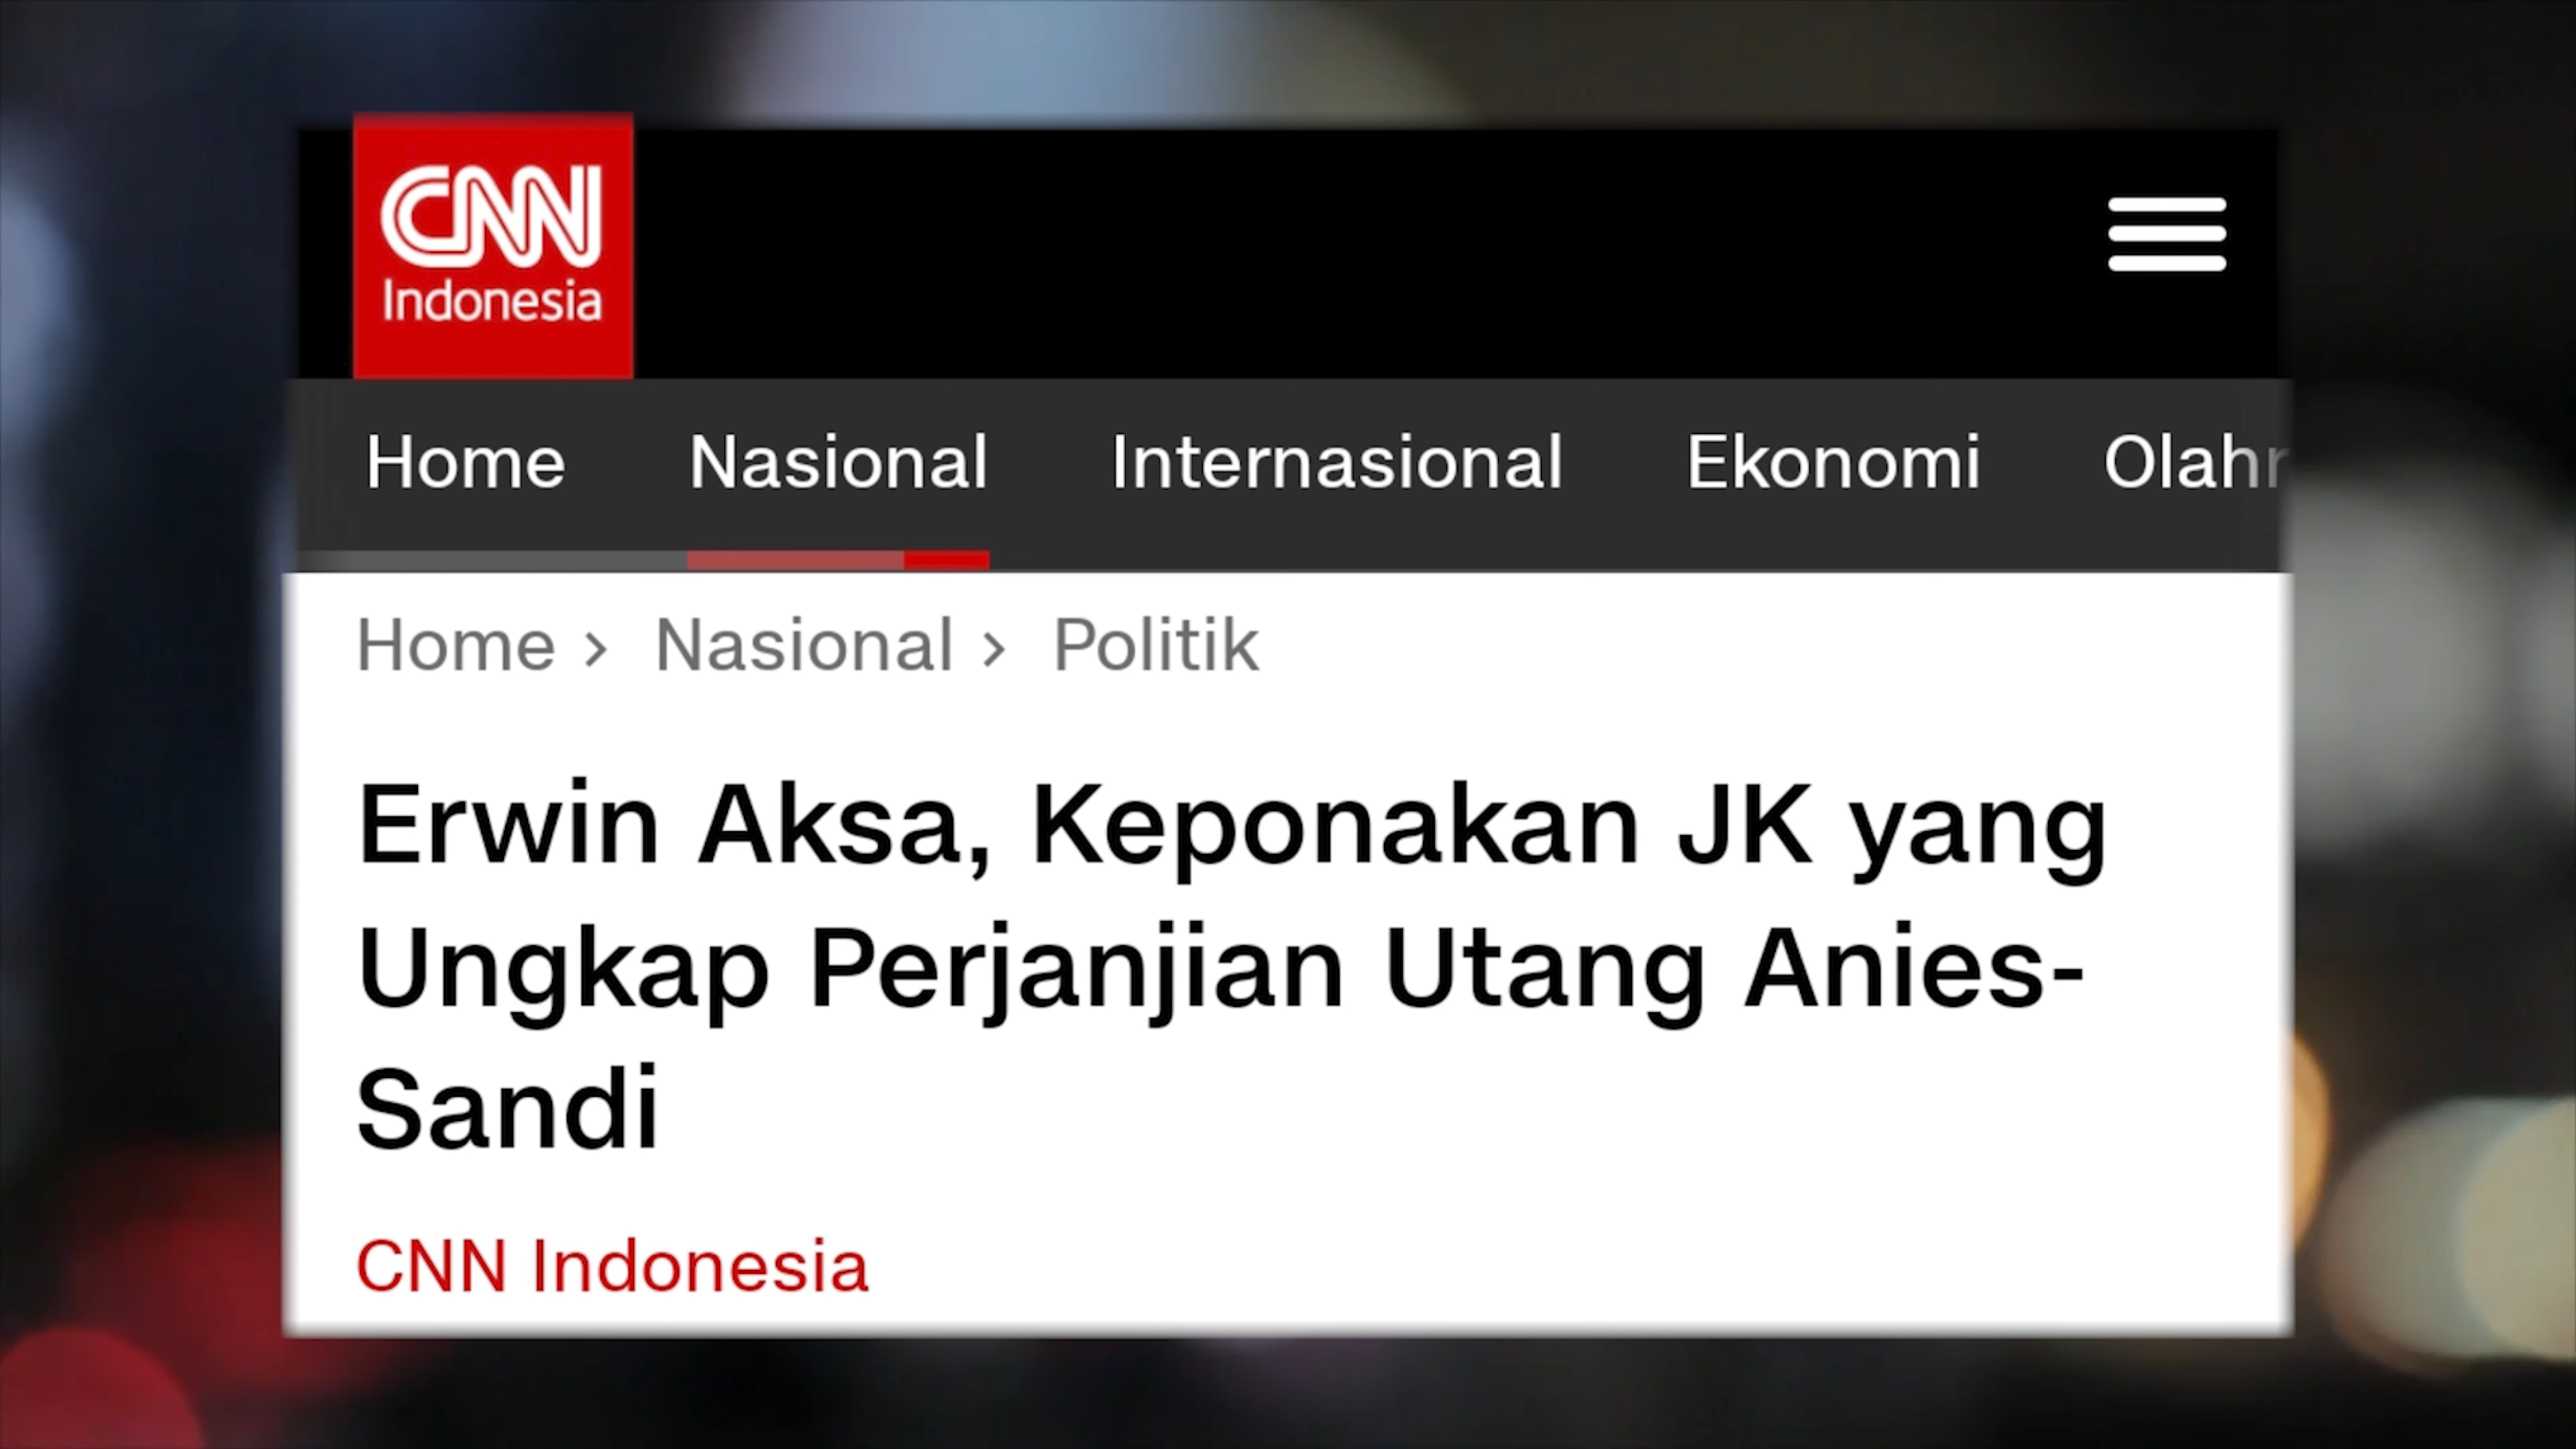 CNN
Indonesia
Home Nasional Internasional Ekonomi Olahr
Home › Nasional › Politik
Erwin Aksa, Keponakan JK yang
Ungkap Perjanjian Utang Anies-
Sandi
CNN Indonesia